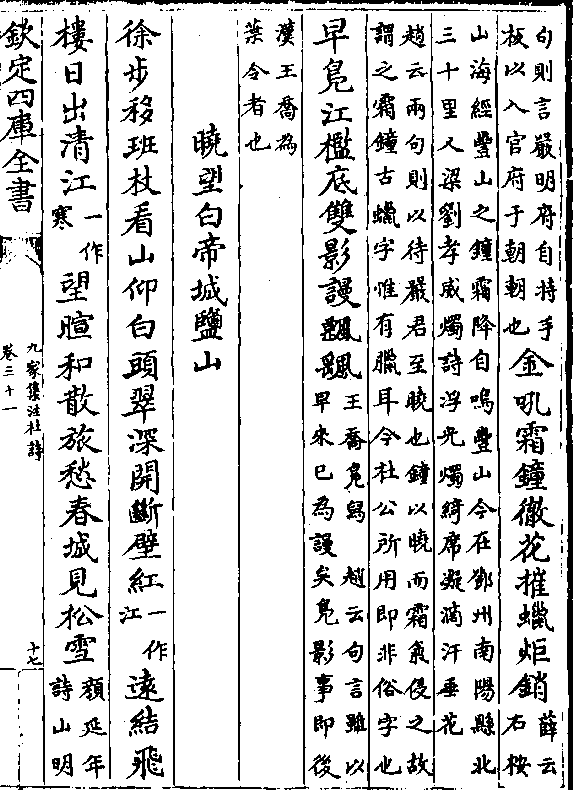 句則言嚴明府自將手
板以入官府于朝朝也
金吼霜鐘徹花摧蠟炬銷
薛云
右按
山海經豐山之鐘霜降自鳴豐山今在鄧州南陽縣北
三十里又梁劉孝威燭詩浮光燭綺席凝滴汗垂花
趙云兩句則以待嚴君至曉也鐘以曉而霜氣侵之故
謂之霜鐘古蠟字惟有臘耳今杜公所用即非俗字也
早鳬江檻底雙影謾飄颻
王喬鳬舄 趙云句言雖以
早來已為謾矣鳬影事即後
漢王喬為
葉令者也
曉望白帝城鹽山
徐步移班杖看山仰白頭翠深開斷壁紅
一作
江
遠結飛
樓日出清江
一作
寒
望暄和散旅愁春城見松雪
顔延年
詩山明
欽定四庫全書
九家集注杜詩
卷三十一
十七